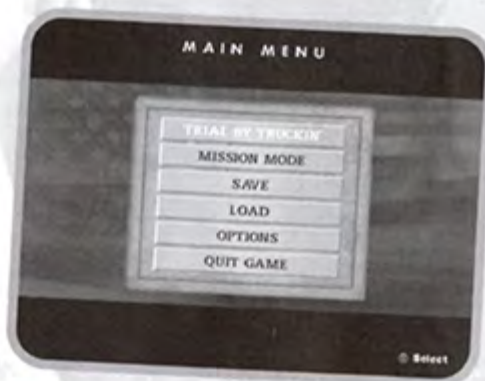 MAIN MENU
TRIAL BY TRUCKIN'
MISSION MODE
SAVE
LOAD
OPTIONS
QUIT GAME
Select